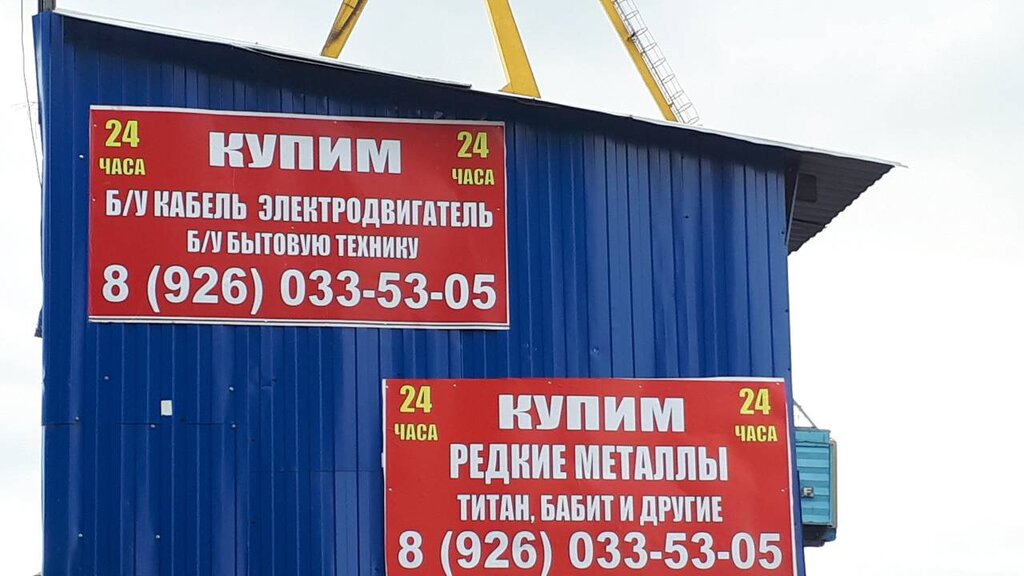 24 ЧАСА КУПИМ 24 ЧАСА
Б/У КАБЕЛЬ ЭЛЕКТРОДВИГАТЕЛЬ
Б/У БЫТОВУЮ ТЕХНИКУ
8 (926) 033-53-05
24 ЧАСА КУПИМ 24 ЧАСА
РЕДКИЕ МЕТАЛЛЫ
ТИТАН, БАБИТ И ДРУГИЕ
8 (926) 033-53-05